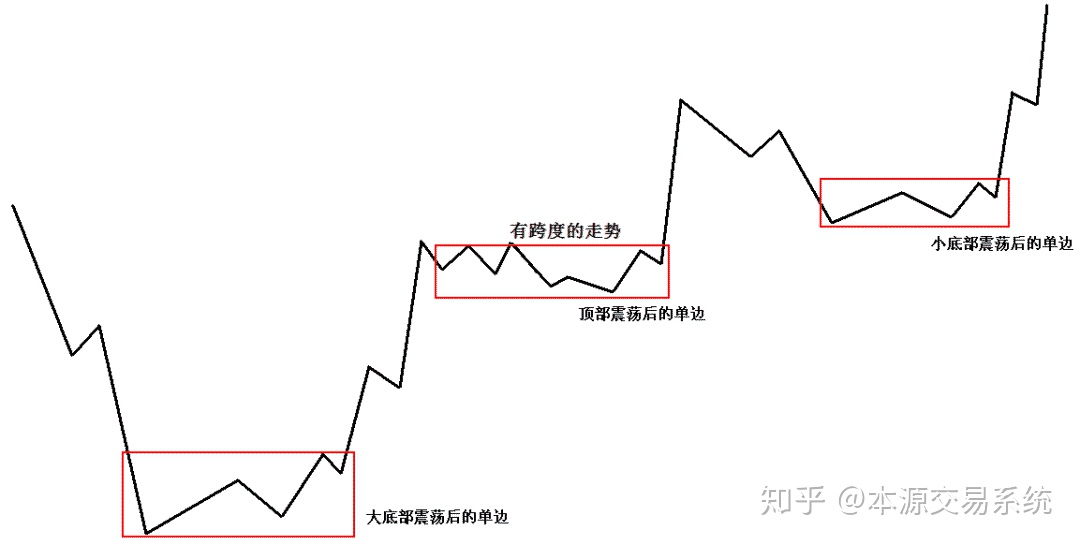 有跨度的走势
小底部震荡后的单边
顶部震荡后的单边
大底部震荡后的单边
知乎 @本源交易系统